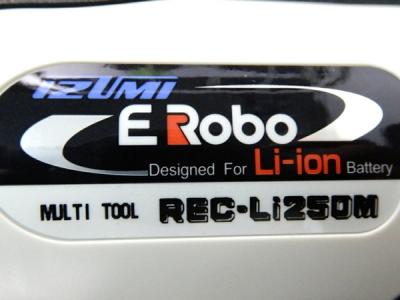 IZUMI
E Robo
Designed For Li-ion Battery
MULTI TOOL REC-Li250M